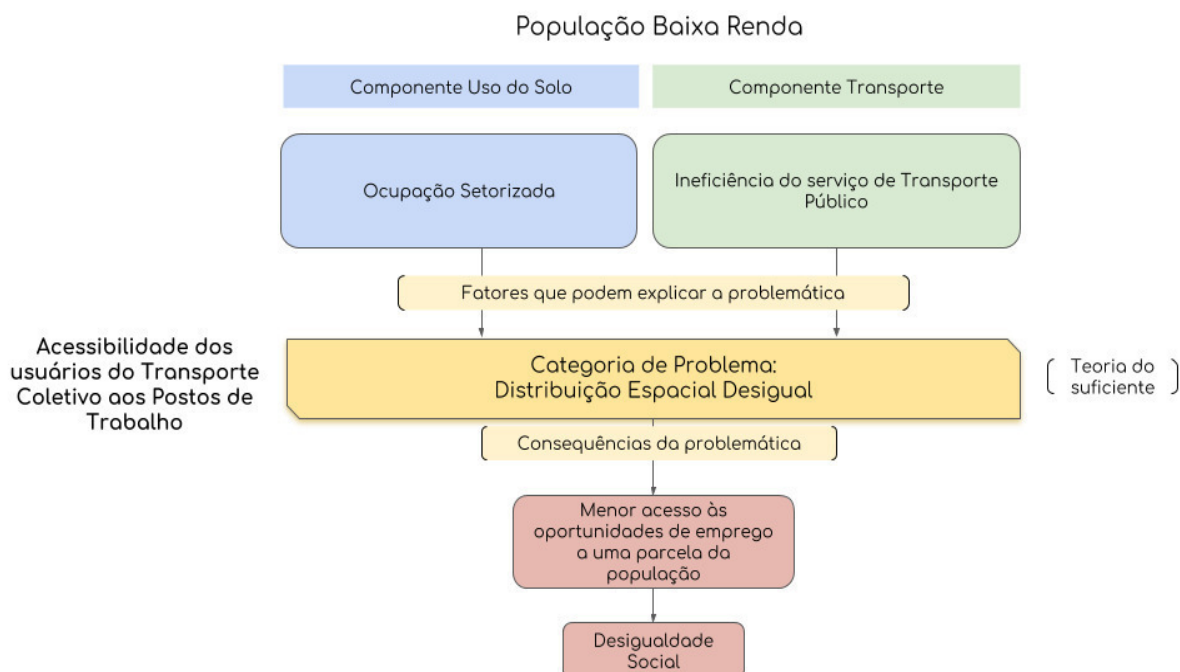 População Baixa Renda
Componente Uso do Solo
Componente Transporte
Ocupação Setorizada
Ineficiência do serviço de Transporte
Público
Fatores que podem explicar a problemática
Acessibilidade dos
usuários do Transporte
Coletivo aos Postos de
Trabalho
Categoria de Problema:
Distribuição Espacial Desigual
Teoria do
suficiente
Consequências da problemática
Menor acesso às
oportunidades de emprego
a uma parcela da
população
Desigualdade
Social